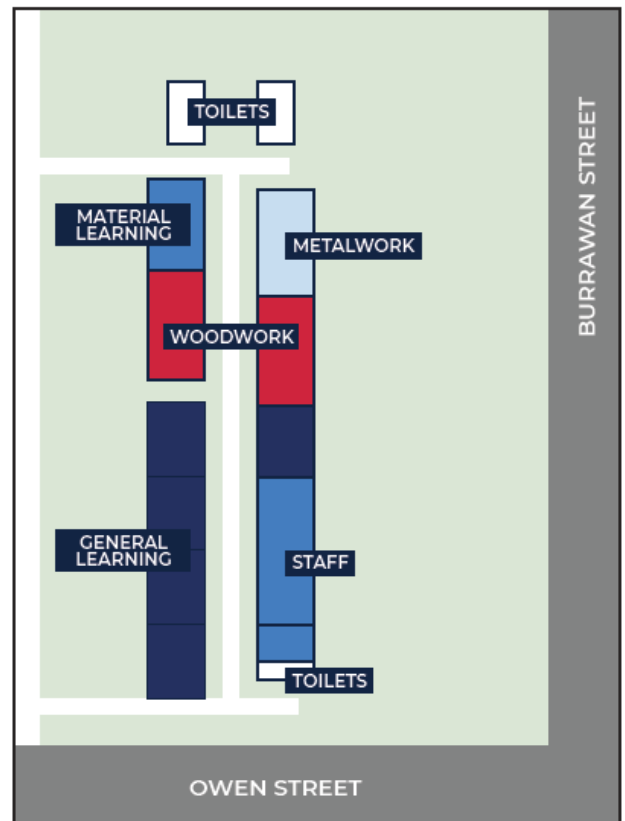 TOILETS
BURRAWAN STREET
MATERIAL
LEARNING
METALWORK
WOODWORK
GENERAL
LEARNING
STAFF
TOILETS
OWEN STREET